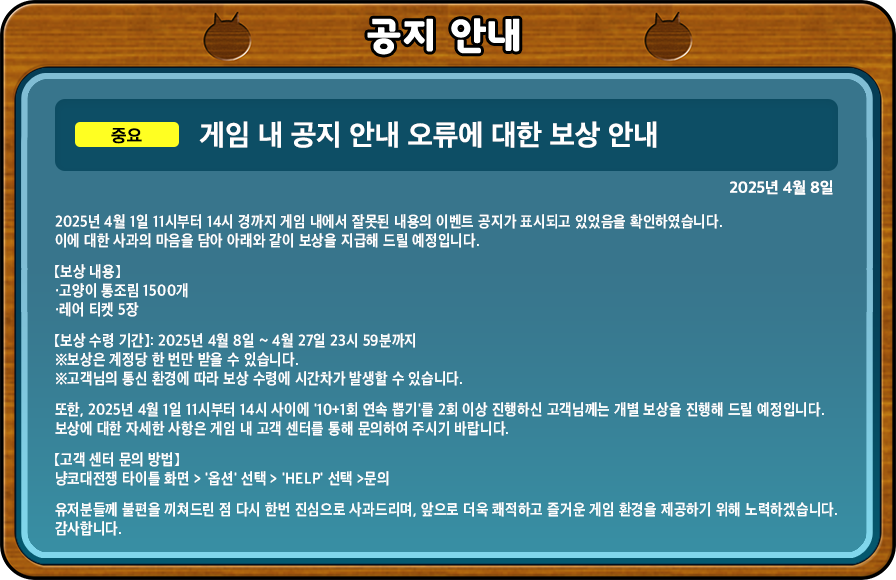 공지 안내
중요
게임 내 공지 안내 오류에 대한 보상 안내
2025년 4월 8일
2025년 4월 1일 11시부터 14시 경까지 게임 내에서 잘못된 내용의 이벤트 공지가 표시되고 있었음을 확인하였습니다.
이에 대한 사과의 마음을 담아 아래와 같이 보상을 지급해 드릴 예정입니다.
【보상 내용】
·고양이 통조림 1500개
·레어 티켓 5장
【보상 수령 기간】: 2025년 4월 8일 ~ 4월 27일 23시 59분까지
※보상은 계정당 한 번만 받을 수 있습니다.
※고객님의 통신 환경에 따라 보상 수령에 시간차가 발생할 수 있습니다.
또한, 2025년 4월 1일 11시부터 14시 사이에 '10+1회 연속 뽑기'를 2회 이상 진행하신 고객님께는 개별 보상을 진행해 드릴 예정입니다.
보상에 대한 자세한 사항은 게임 내 고객 센터를 통해 문의하여 주시기 바랍니다.
【고객 센터 문의 방법】
냥코대전쟁 타이틀 화면 > '옵션' 선택 > 'HELP' 선택 >문의
유저분들께 불편을 끼쳐드린 점 다시 한번 진심으로 사과드리며, 앞으로 더욱 쾌적하고 즐거운 게임 환경을 제공하기 위해 노력하겠습니다.
감사합니다.